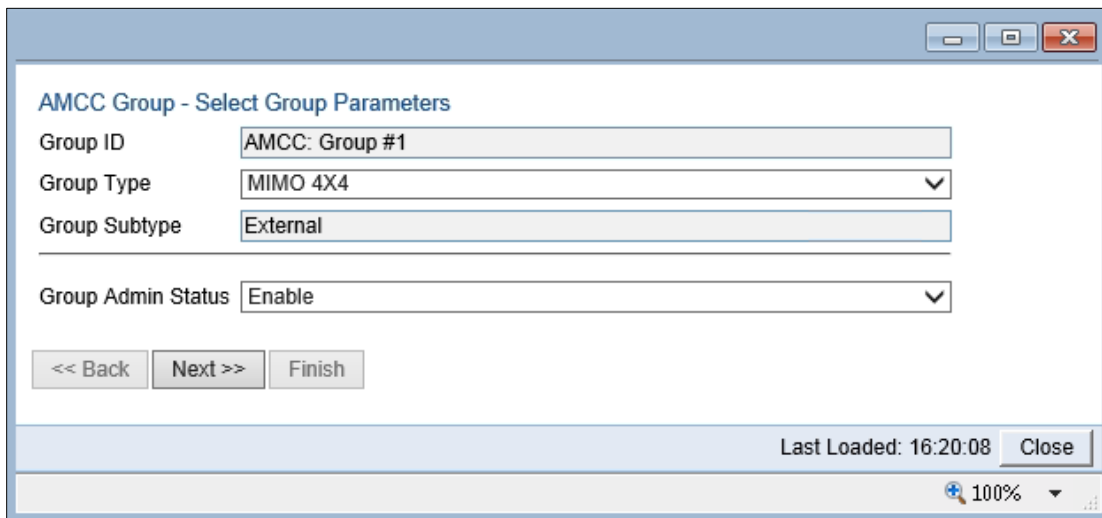 AMCC Group - Select Group Parameters
Group ID AMCC: Group #1
Group Type MIMO 4X4
Group Subtype External
Group Admin Status Enable
<< Back Next >> Finish
Last Loaded: 16:20:08 Close
100%